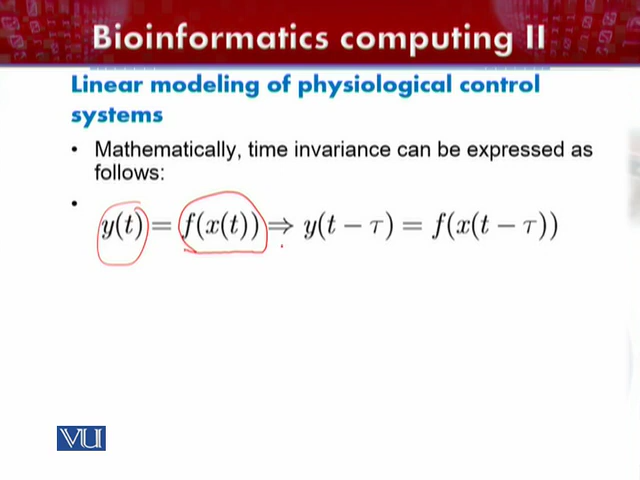 Bioinformatics computing II
Linear modeling of physiological control
systems
• Mathematically, time invariance can be expressed as
follows:
• y(t) = f(x(t)) ⇒ y(t − τ) = f(x(t − τ))
VU